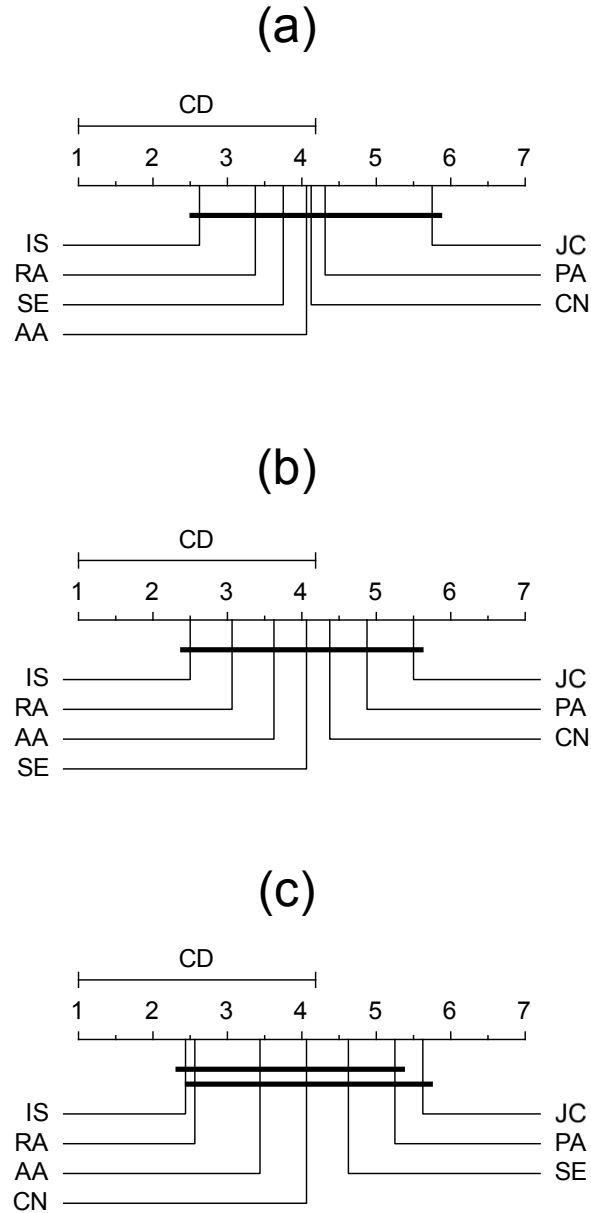 (a)
CD
1 2 3 4 5 6 7
IS JC
RA PA
SE CN
AA
(b)
CD
1 2 3 4 5 6 7
IS JC
RA PA
AA CN
SE
(c)
CD
1 2 3 4 5 6 7
IS JC
RA PA
AA SE
CN